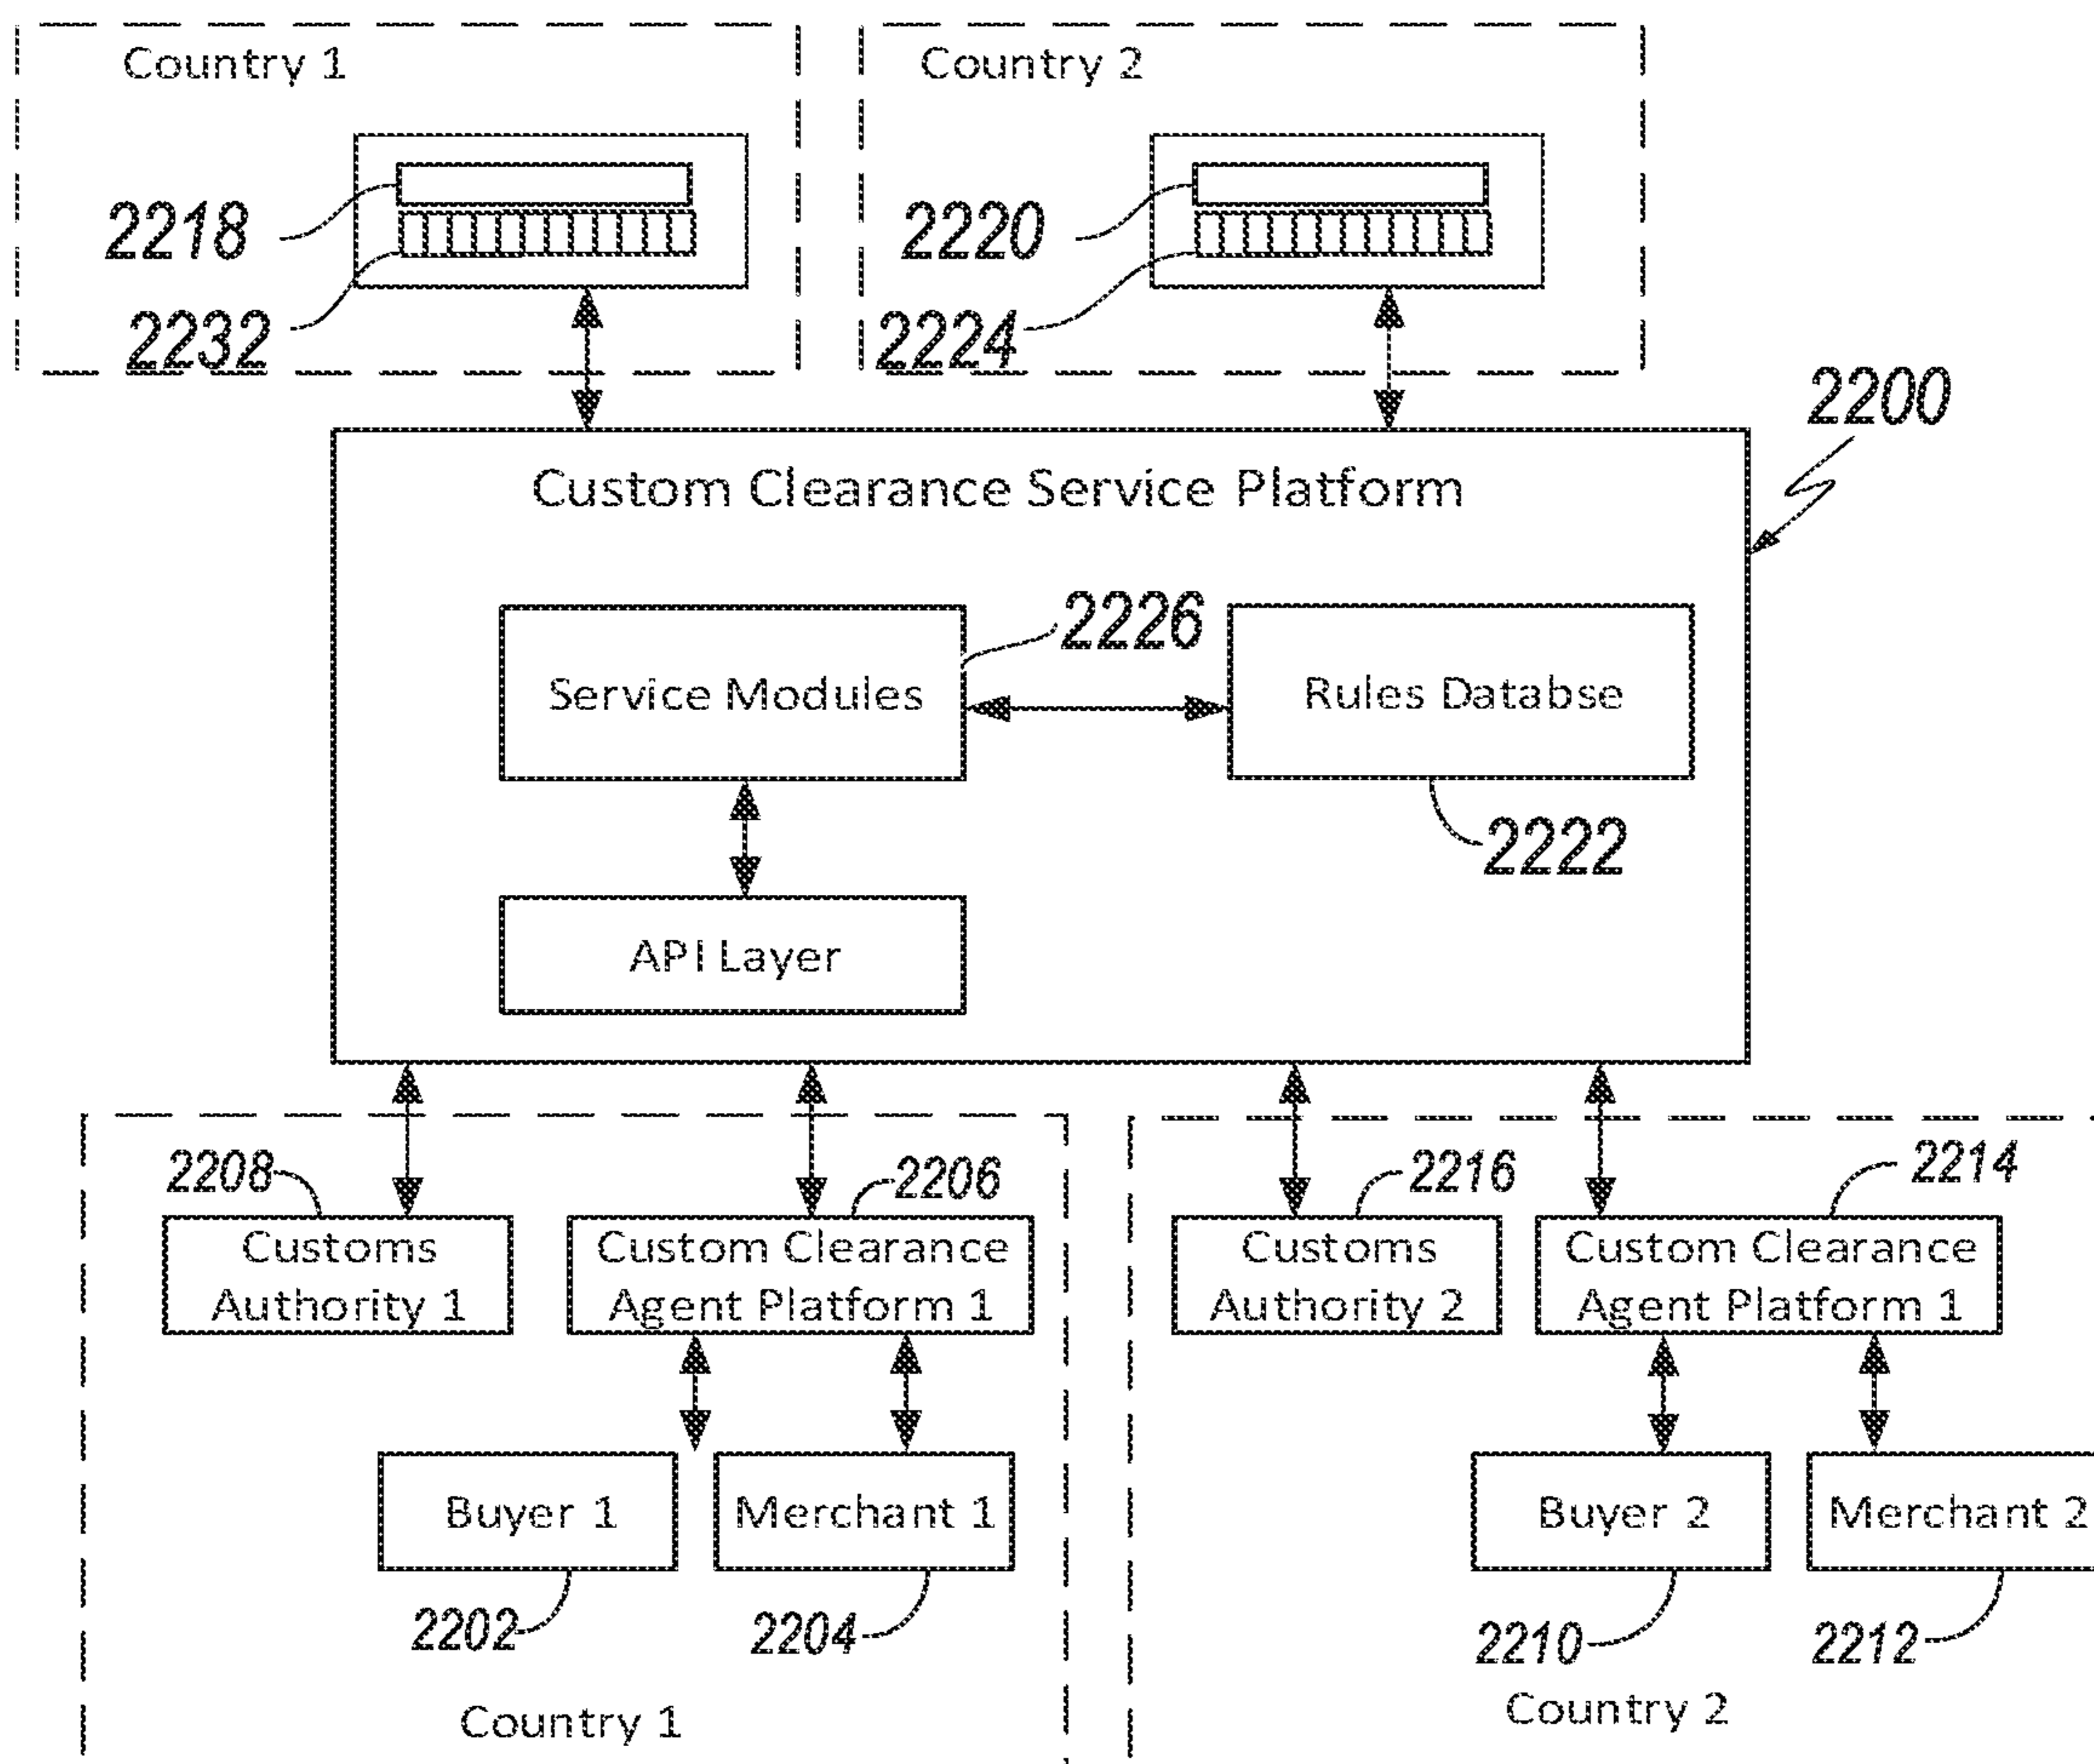 Country 1
Country 2
2218
2220
2232
2224
2200
Custom Clearance Service Platform
2226
Service Modules
Rules Databse
2222
API Layer
2208
2206
2216
2214
Customs
Authority 1
Custom Clearance
Agent Platform 1
Customs
Authority 2
Custom Clearance
Agent Platform 1
Buyer 1
Merchant 1
Buyer 2
Merchant 2
2202
2204
2210
2212
Country 1
Country 2